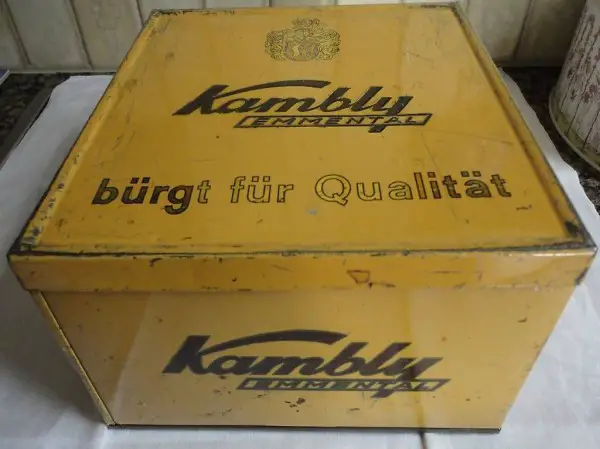 Kambly
EMMENTAL
bürgt für Qualität
Kambly
EMMENTAL